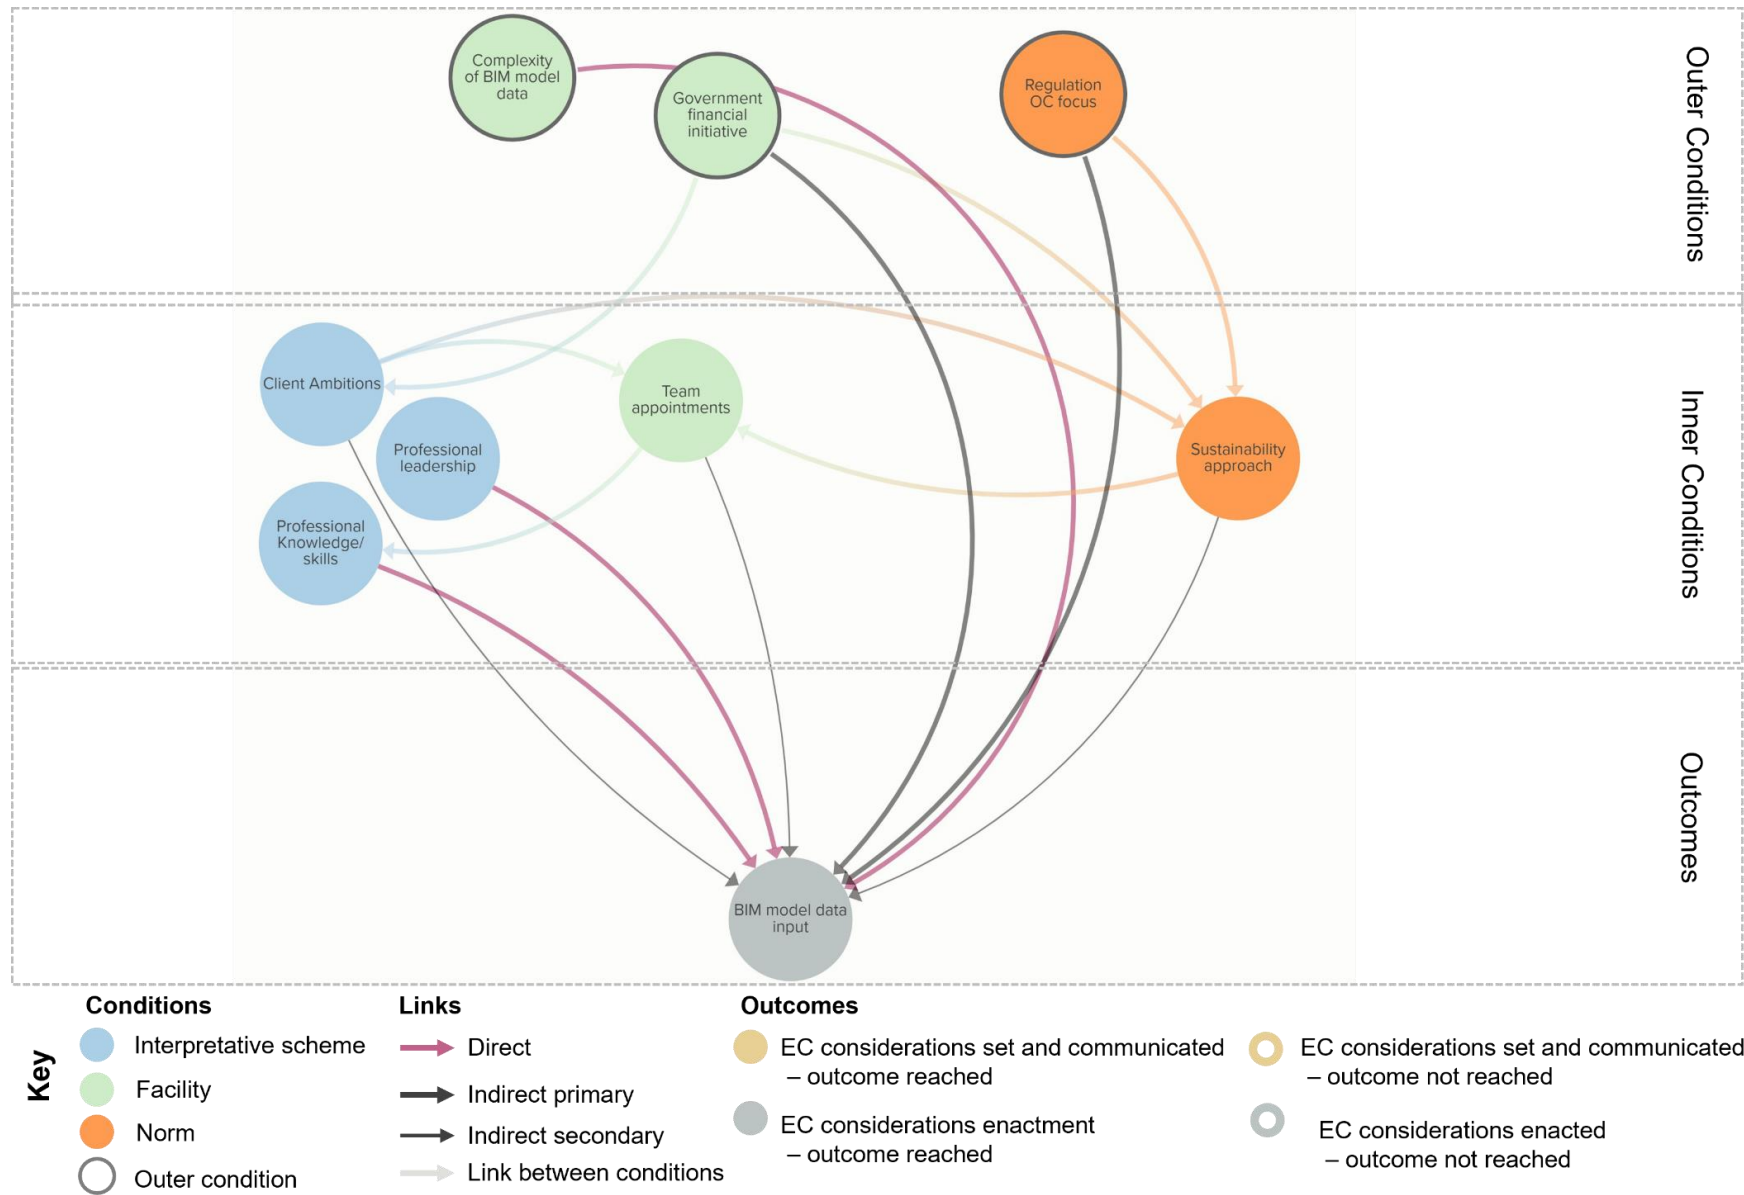 Complexity
of BIM model
data
Government
financial
initiative
Regulation
OC focus
Outer Conditions
Client Ambitions
Team
appointments
Professional
leadership
Sustainability
approach
Professional
Knowledge/
skills
Inner Conditions
BIM model data
input
Outcomes
Key
Conditions
Interpretative scheme
Facility
Norm
Outer condition
Links
Direct
Indirect primary
Indirect secondary
Link between conditions
Outcomes
EC considerations set and communicated
– outcome reached
EC considerations enactment
– outcome reached
EC considerations set and communicated
– outcome not reached
EC considerations enacted
– outcome not reached